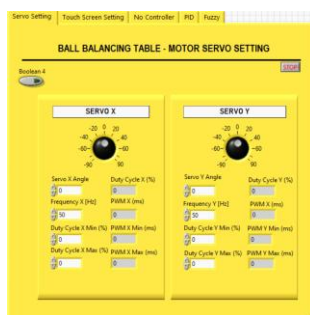 Servo Setting Touch Screen Setting No Controller PID Fuzzy
BALL BALANCING TABLE - MOTOR SERVO SETTING
Boolean 4
STOP
SERVO X
-20 0 20
-40 40
-60 60
-90 90
Servo X Angle Duty Cycle X (%)
0 0
Frequency X [Hz] PWM X (ms)
50 0
Duty Cycle X Min (%) PWM X Min (ms)
0 0
Duty Cycle X Max (%) PWM X Max (ms)
0 0
SERVO Y
-20 0 20
-40 40
-60 60
-90 90
Servo Y Angle Duty Cycle Y (%)
0 0
Frequency Y [Hz] PWM X (ms)
50 0
Duty Cycle Y Min (%) PWM Y Min (ms)
0 0
Duty Cycle Y Max (%) PWM Y Max (ms)
0 0